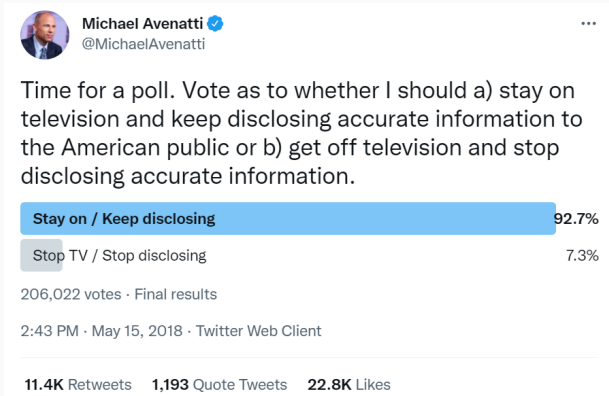 Michael Avenatti
@MichaelAvenatti
Time for a poll. Vote as to whether I should a) stay on
television and keep disclosing accurate information to
the American public or b) get off television and stop
disclosing accurate information.
Stay on / Keep disclosing 92.7%
Stop TV / Stop disclosing 7.3%
206,022 votes · Final results
2:43 PM · May 15, 2018 · Twitter Web Client
11.4K Retweets 1,193 Quote Tweets 22.8K Likes